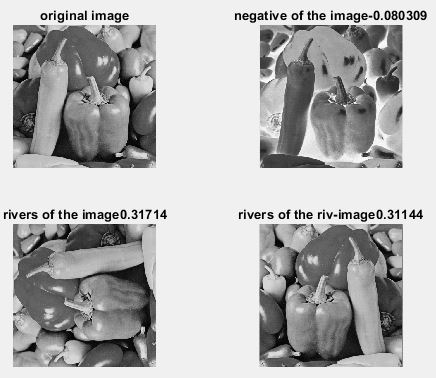 original image
negative of the image-0.080309
rivers of the image0.31714
rivers of the riv-image0.31144